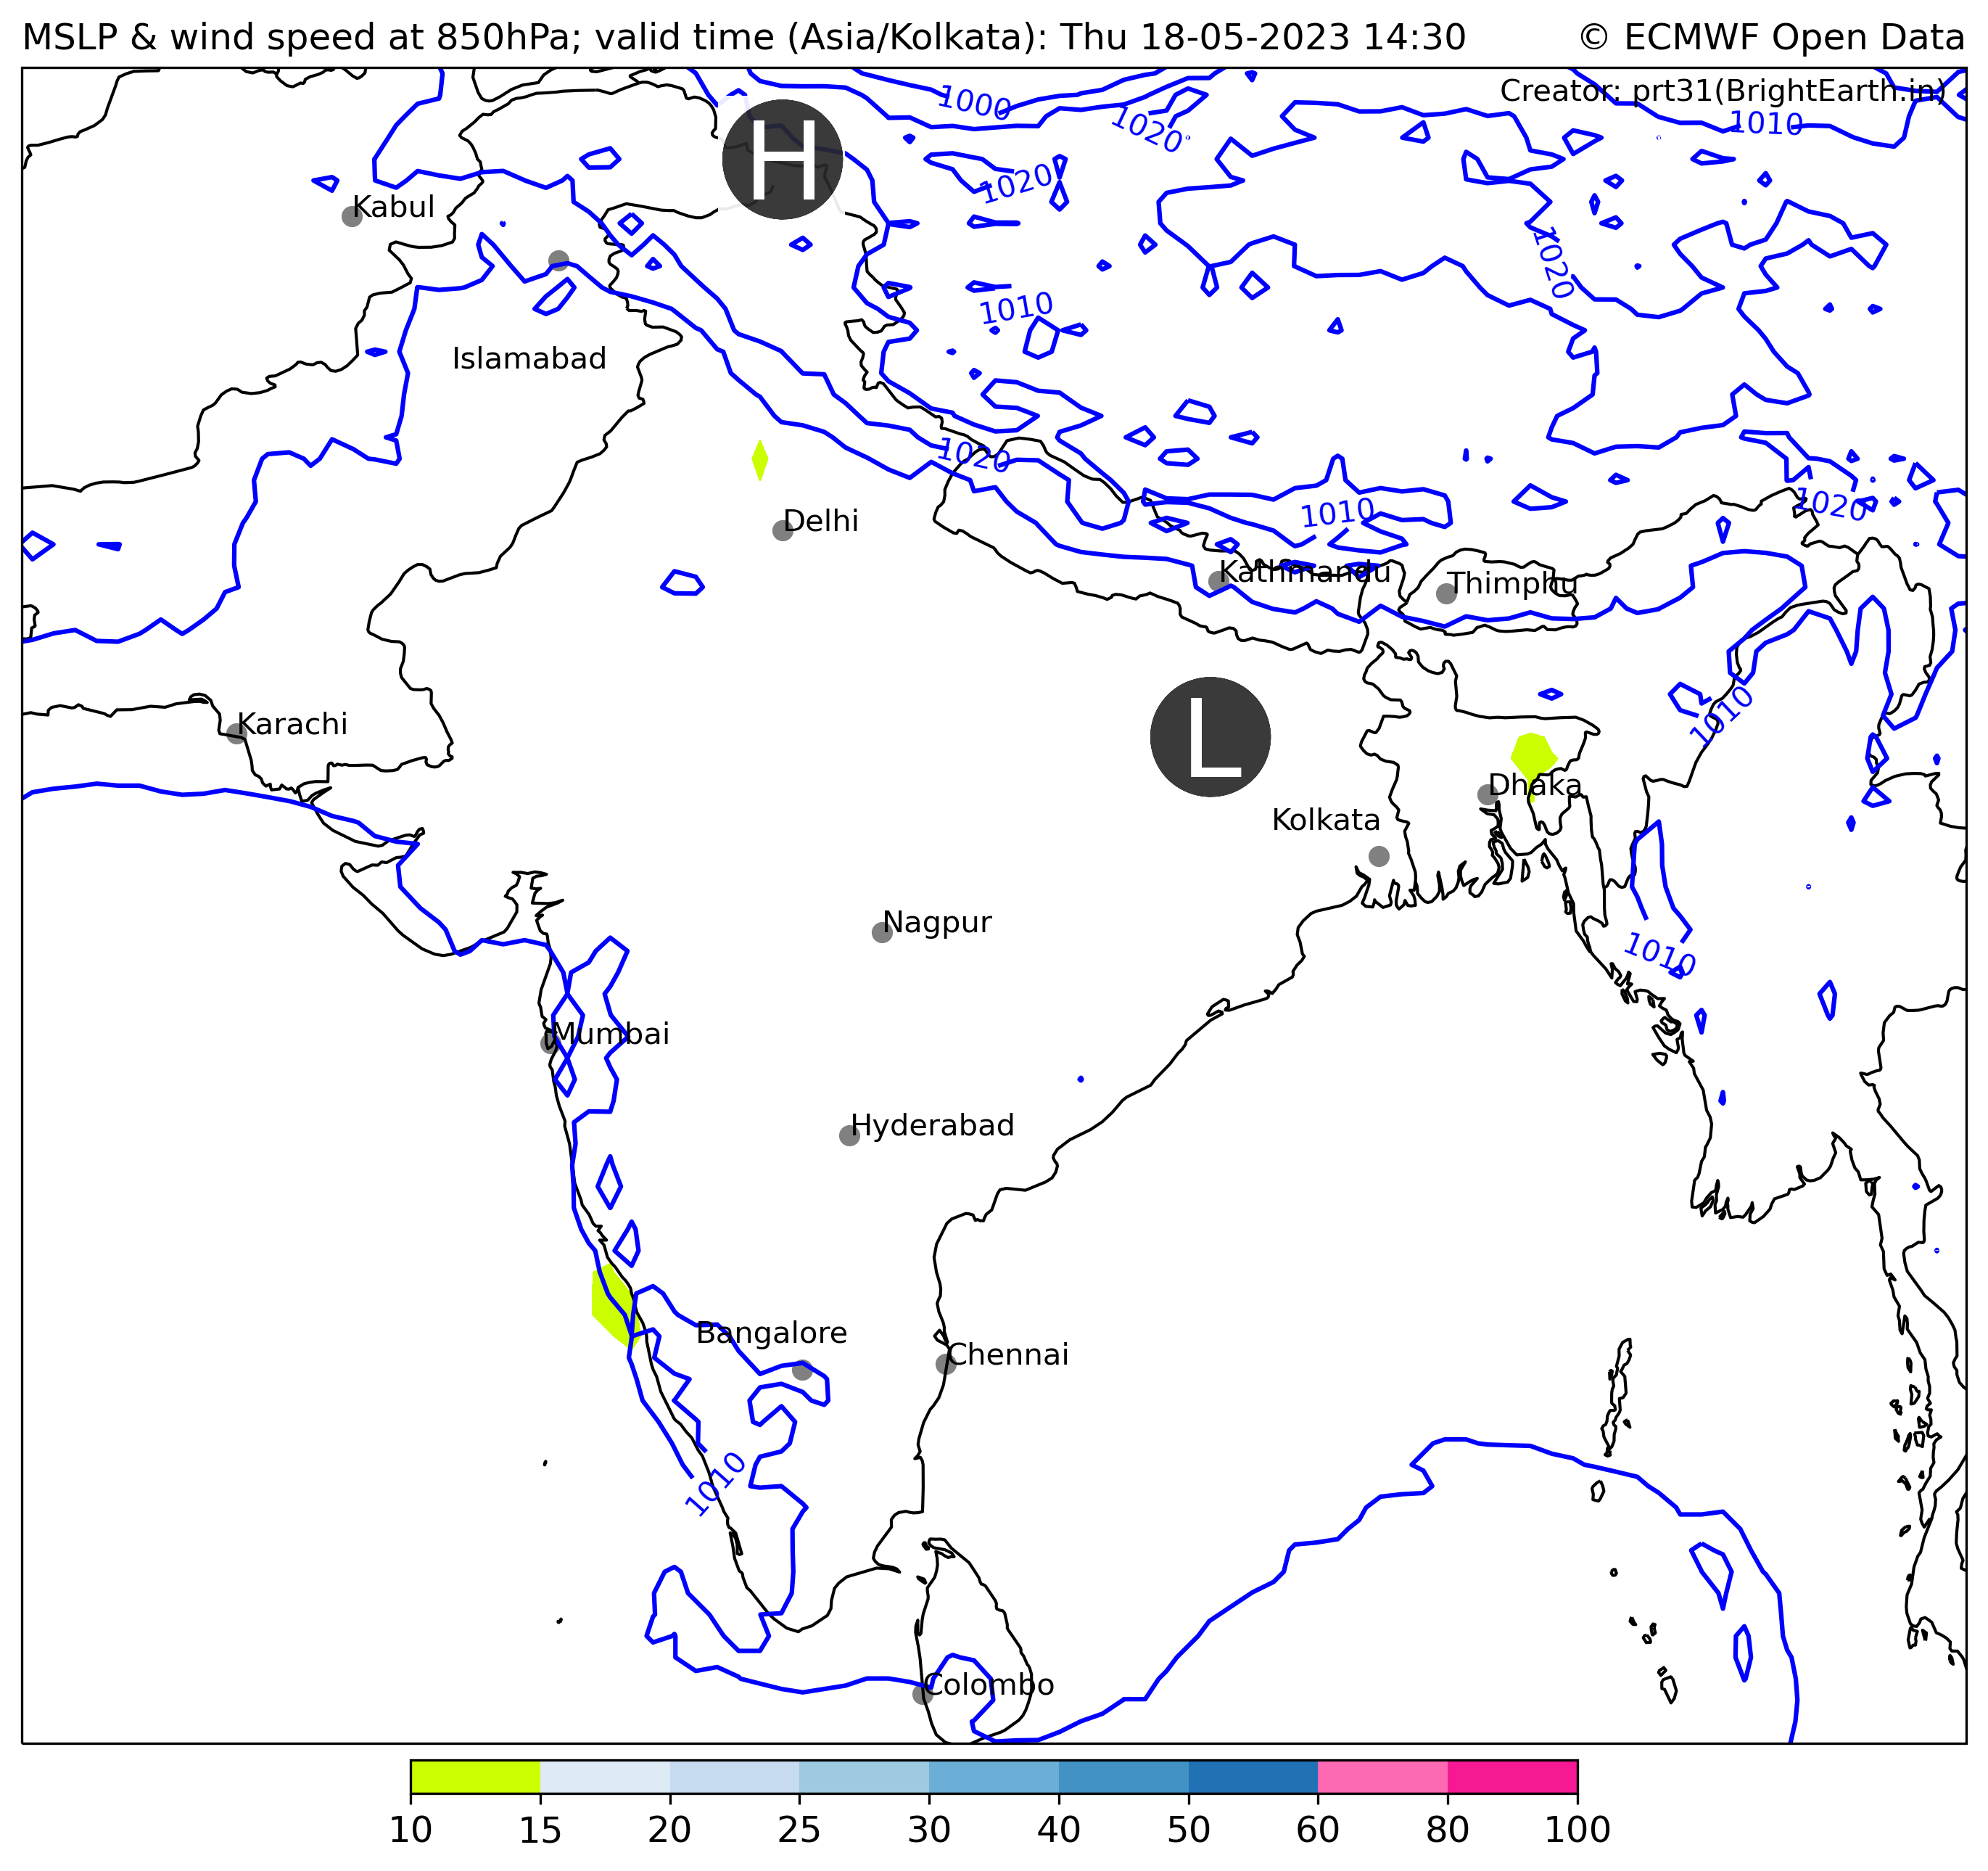 MSLP & wind speed at 850hPa; valid time (Asia/Kolkata): Thu 18-05-2023 14:30 © ECMWF Open Data
Creator: prt31(BrightEarth.in)
1000
1020
1010
H
1020
Kabul
1020
1010
Islamabad
1020
1020
1010
Delhi
Kathmandu
Thimphu
1010
Karachi
L
Dhaka
Kolkata
Nagpur
1010
Mumbai
Hyderabad
Bangalore
Chennai
1010
Colombo
10 15 20 25 30 40 50 60 80 100